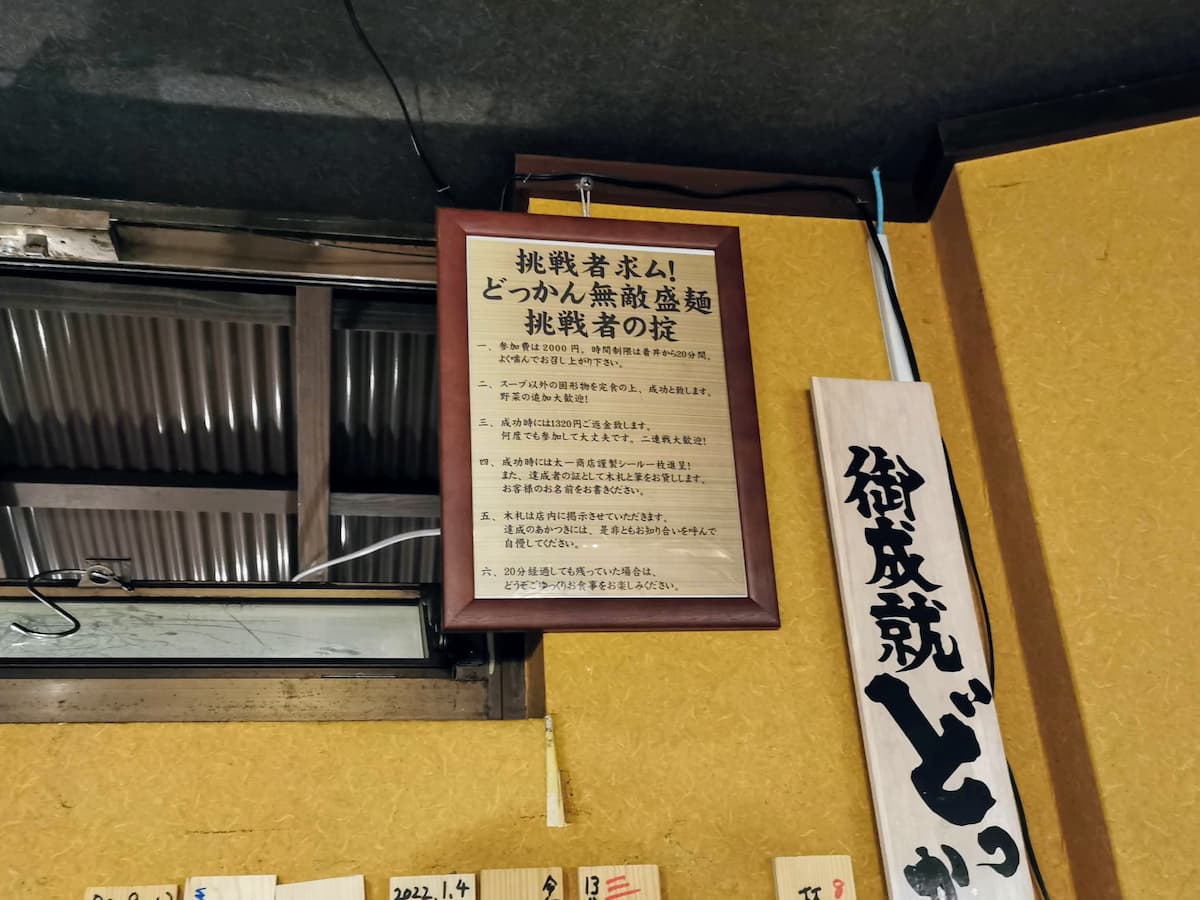 挑戦者求ム!
どっかん無敵盛麺
挑戦者の掟
一、参加費は2000円。時間制限は着丼から20分間。
よく噛んでお召し上がり下さい。
二、スープ以外の固形物を完食の上、成功と致します。
野菜の追加大歓迎!
三、成功時には1320円ご返金致します。
何度でも参加して大丈夫です。二連戦大歓迎!
四、成功時には太一商店謹製シール一枚進呈!
また、達成者の証として木札と筆をお貸しします。
お客様のお名前をお書きください。
五、木札は店内に掲示させていただきます。
達成のあかつきには、是非ともお知り合いを呼んで
自慢してください。
六、20分経過しても残っていた場合は、
どうぞごゆっくりお食事をお楽しみください。
御成就どっか
2022.1.4
13
三